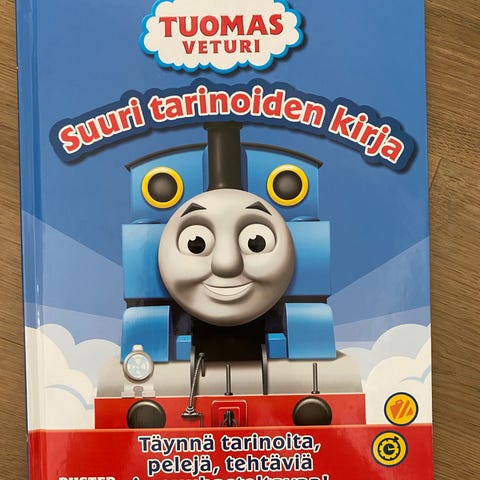 TUOMAS
VETURI
Suuri tarinoiden kirja
Täynnä tarinoita,
pelejä, tehtäviä